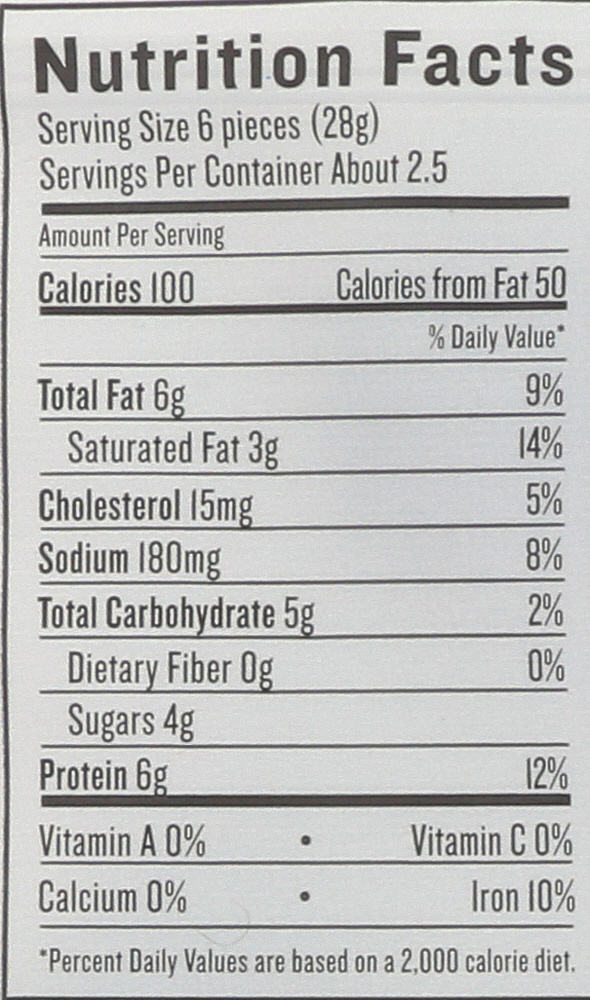 Nutrition Facts
Serving Size 6 pieces (28g)
Servings Per Container About 2.5
Amount Per Serving
Calories 100 Calories from Fat 50
% Daily Value*
Total Fat 6g 9%
Saturated Fat 3g 14%
Cholesterol 15mg 5%
Sodium 180mg 8%
Total Carbohydrate 5g 2%
Dietary Fiber 0g 0%
Sugars 4g
Protein 6g 12%
Vitamin A 0% • Vitamin C 0%
Calcium 0% • Iron 10%
*Percent Daily Values are based on a 2,000 calorie diet.